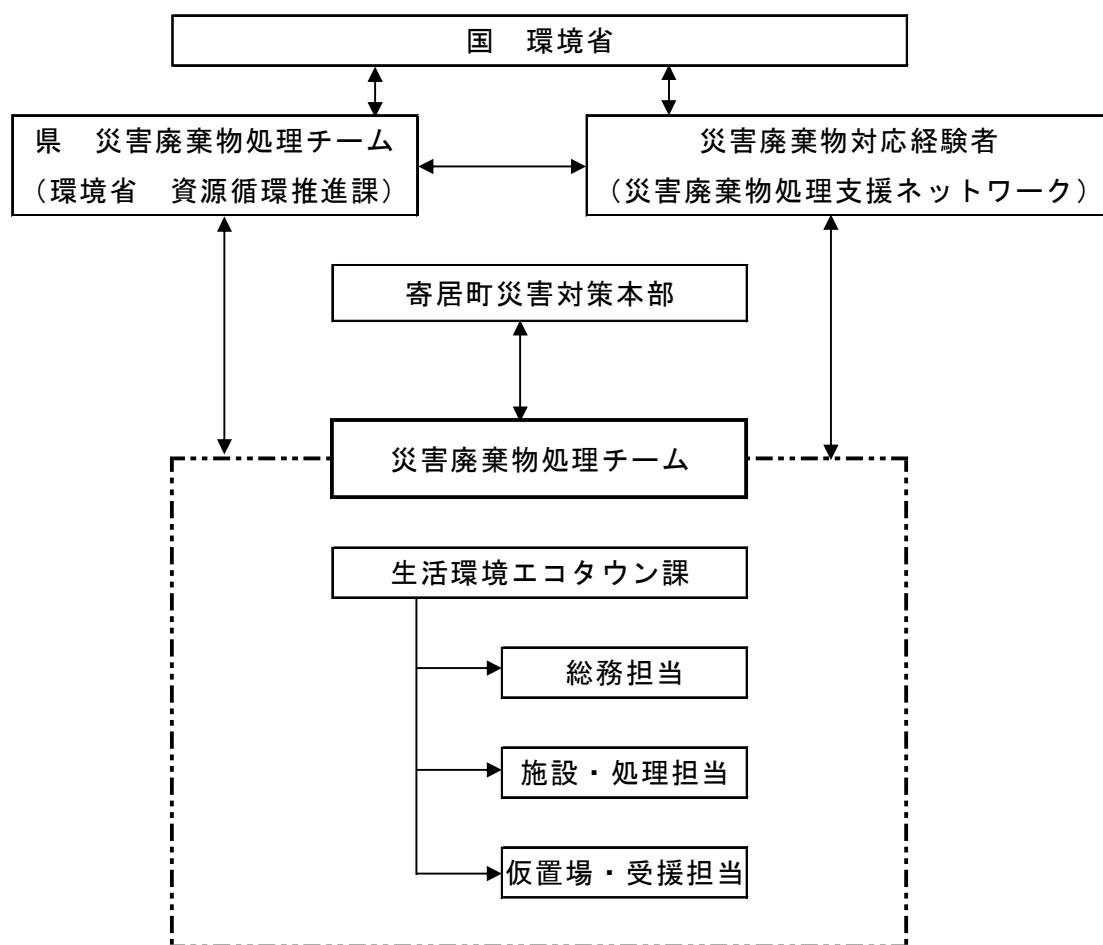 国　環境省
県　災害廃棄物処理チーム
（環境省　資源循環推進課）
災害廃棄物対応経験者
（災害廃棄物処理支援ネットワーク）
寄居町災害対策本部
災害廃棄物処理チーム
生活環境エコタウン課
総務担当
施設・処理担当
仮置場・受援担当